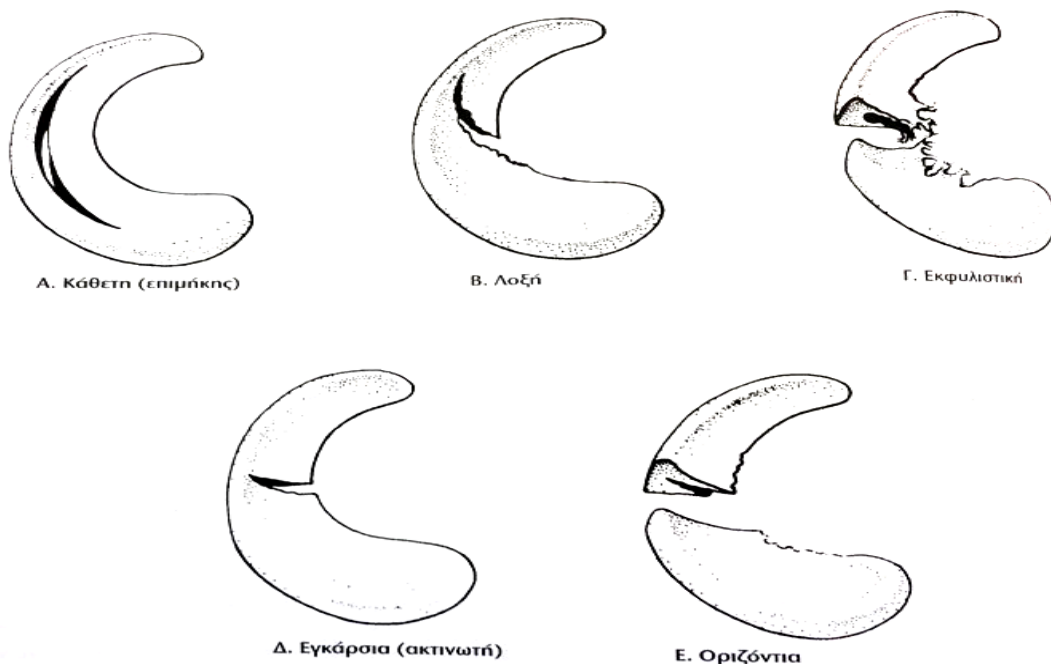 Α. Κάθετη (επιμήκης)
Β. Λοξή
Γ. Εκφυλιστική
Δ. Εγκάρσια (ακτινωτή)
Ε. Οριζόντια